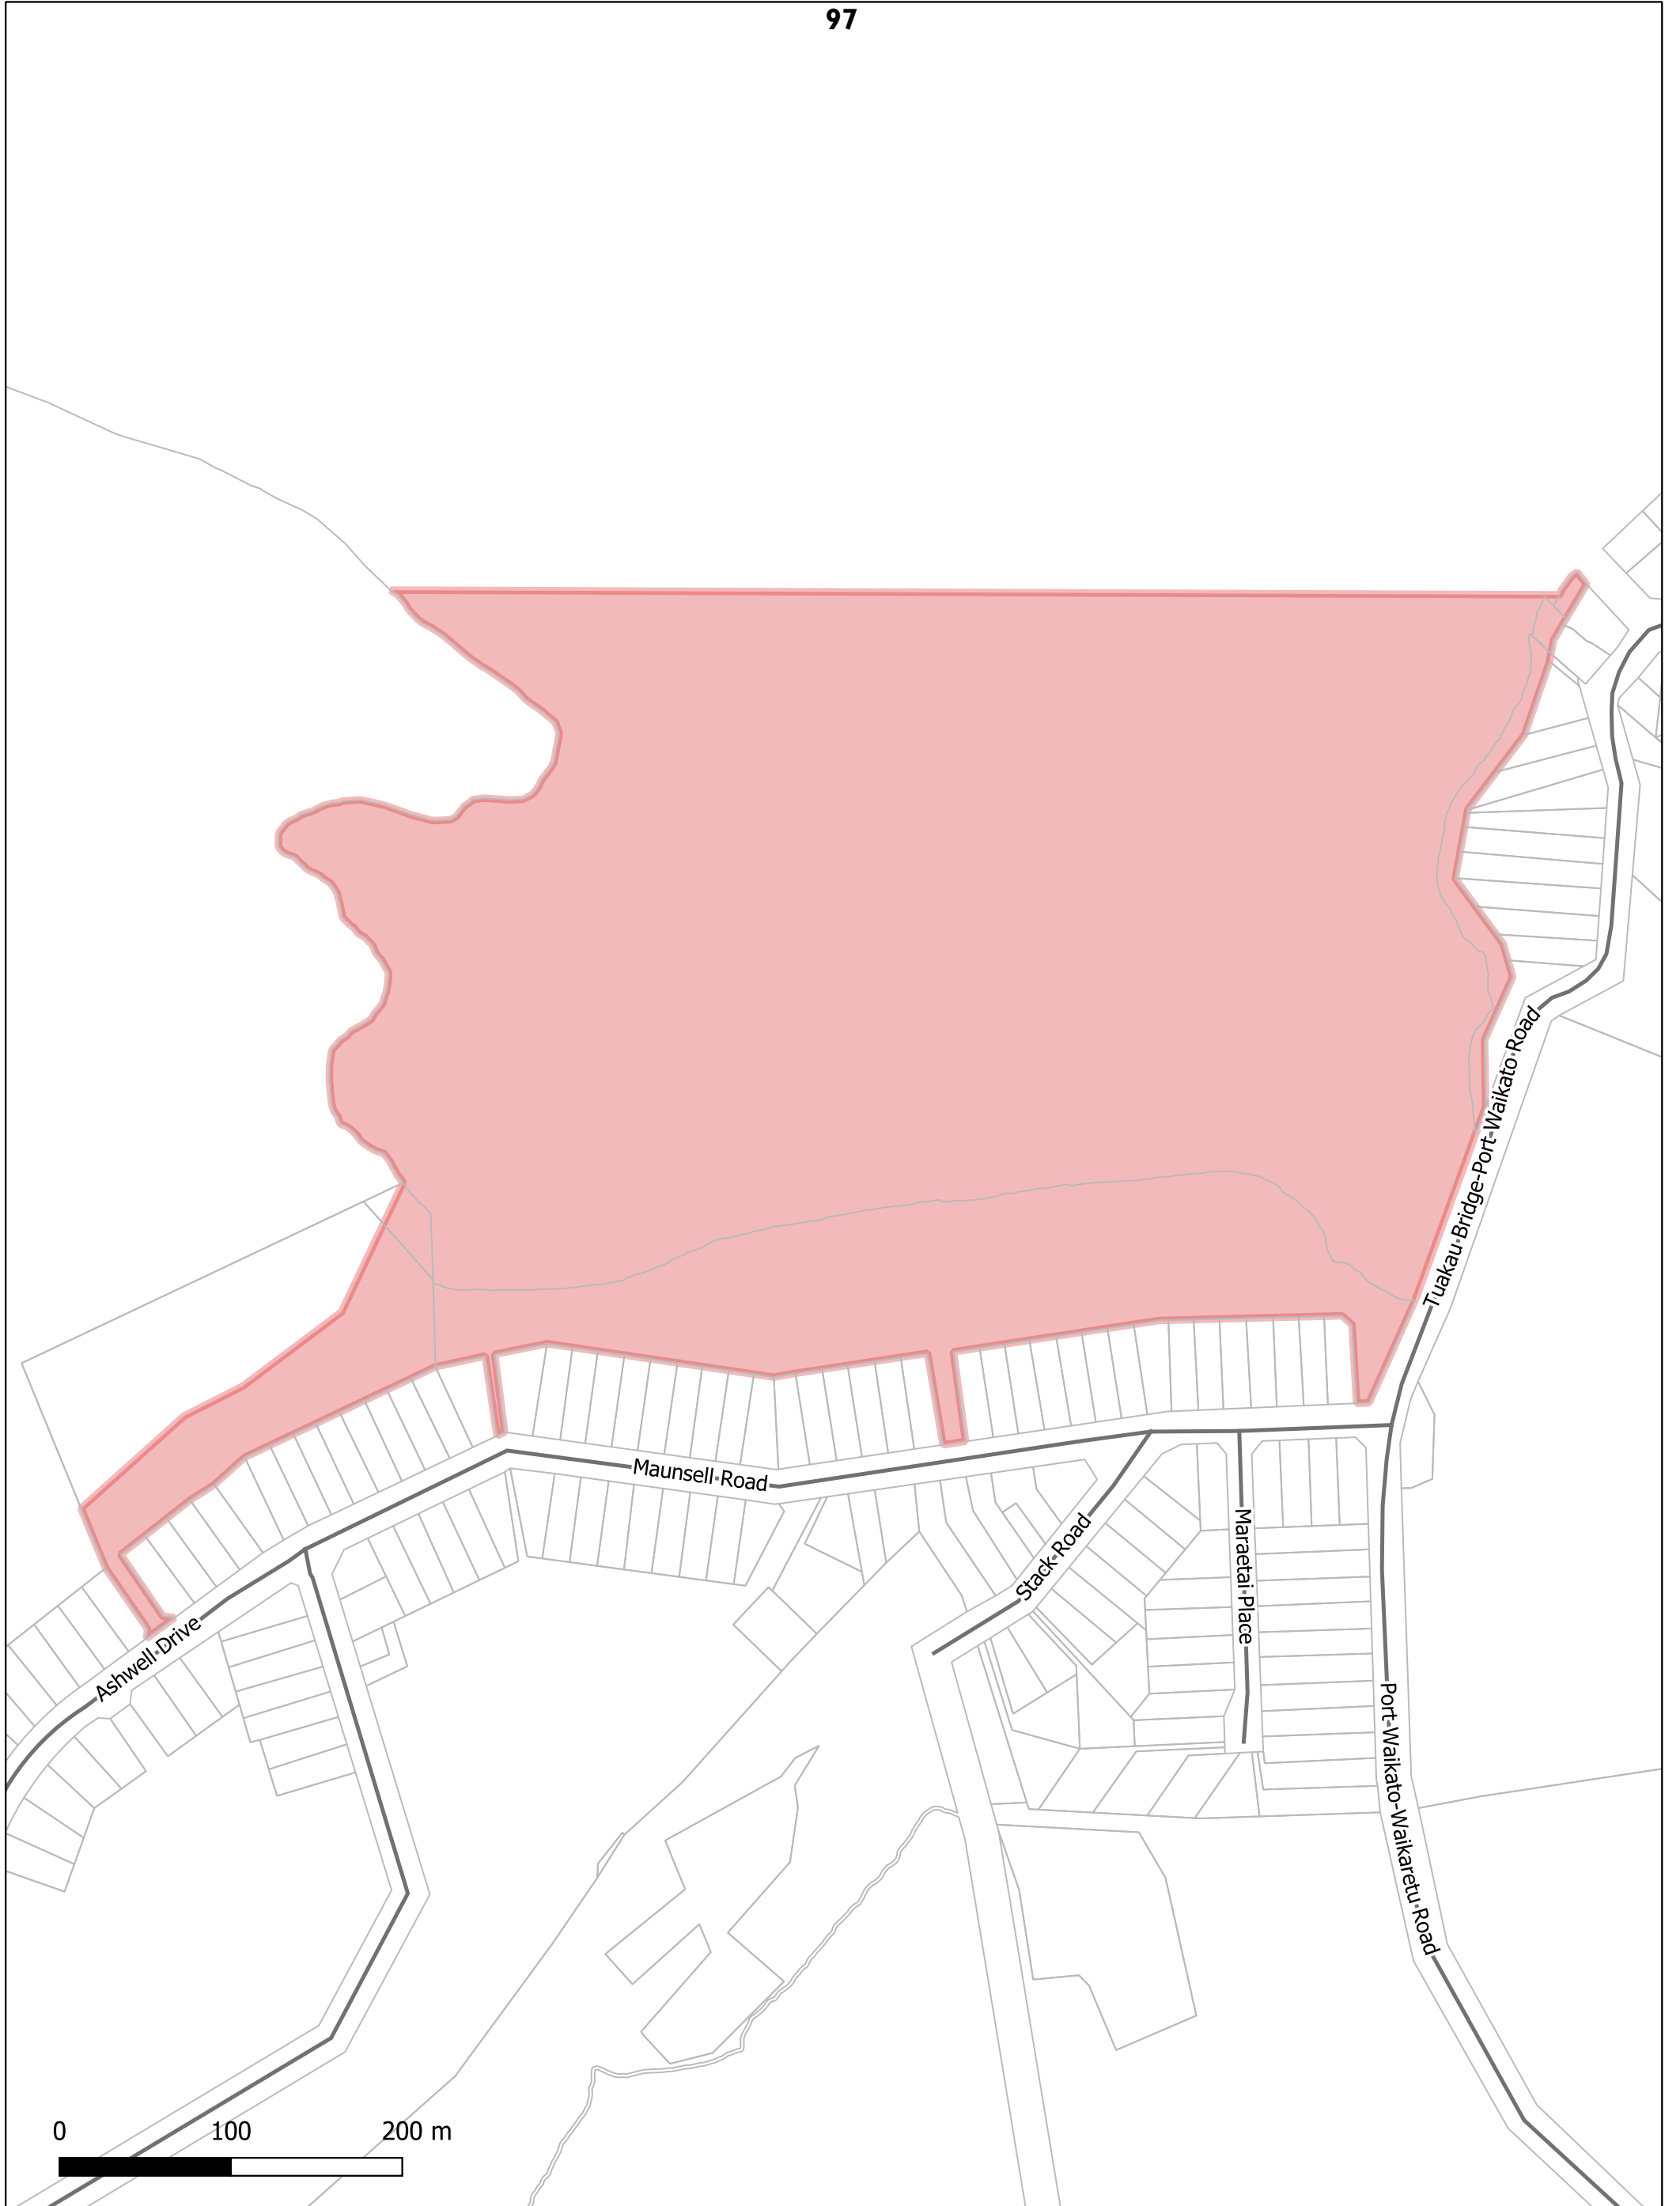 97
Tuakau-Bridge-Port-Waikato-Road
Maunsell-Road
Stack-Road
Maraetai-Place
Ashwell-Drive
Port-Waikato-Waikaretu-Road
0 100 200 m